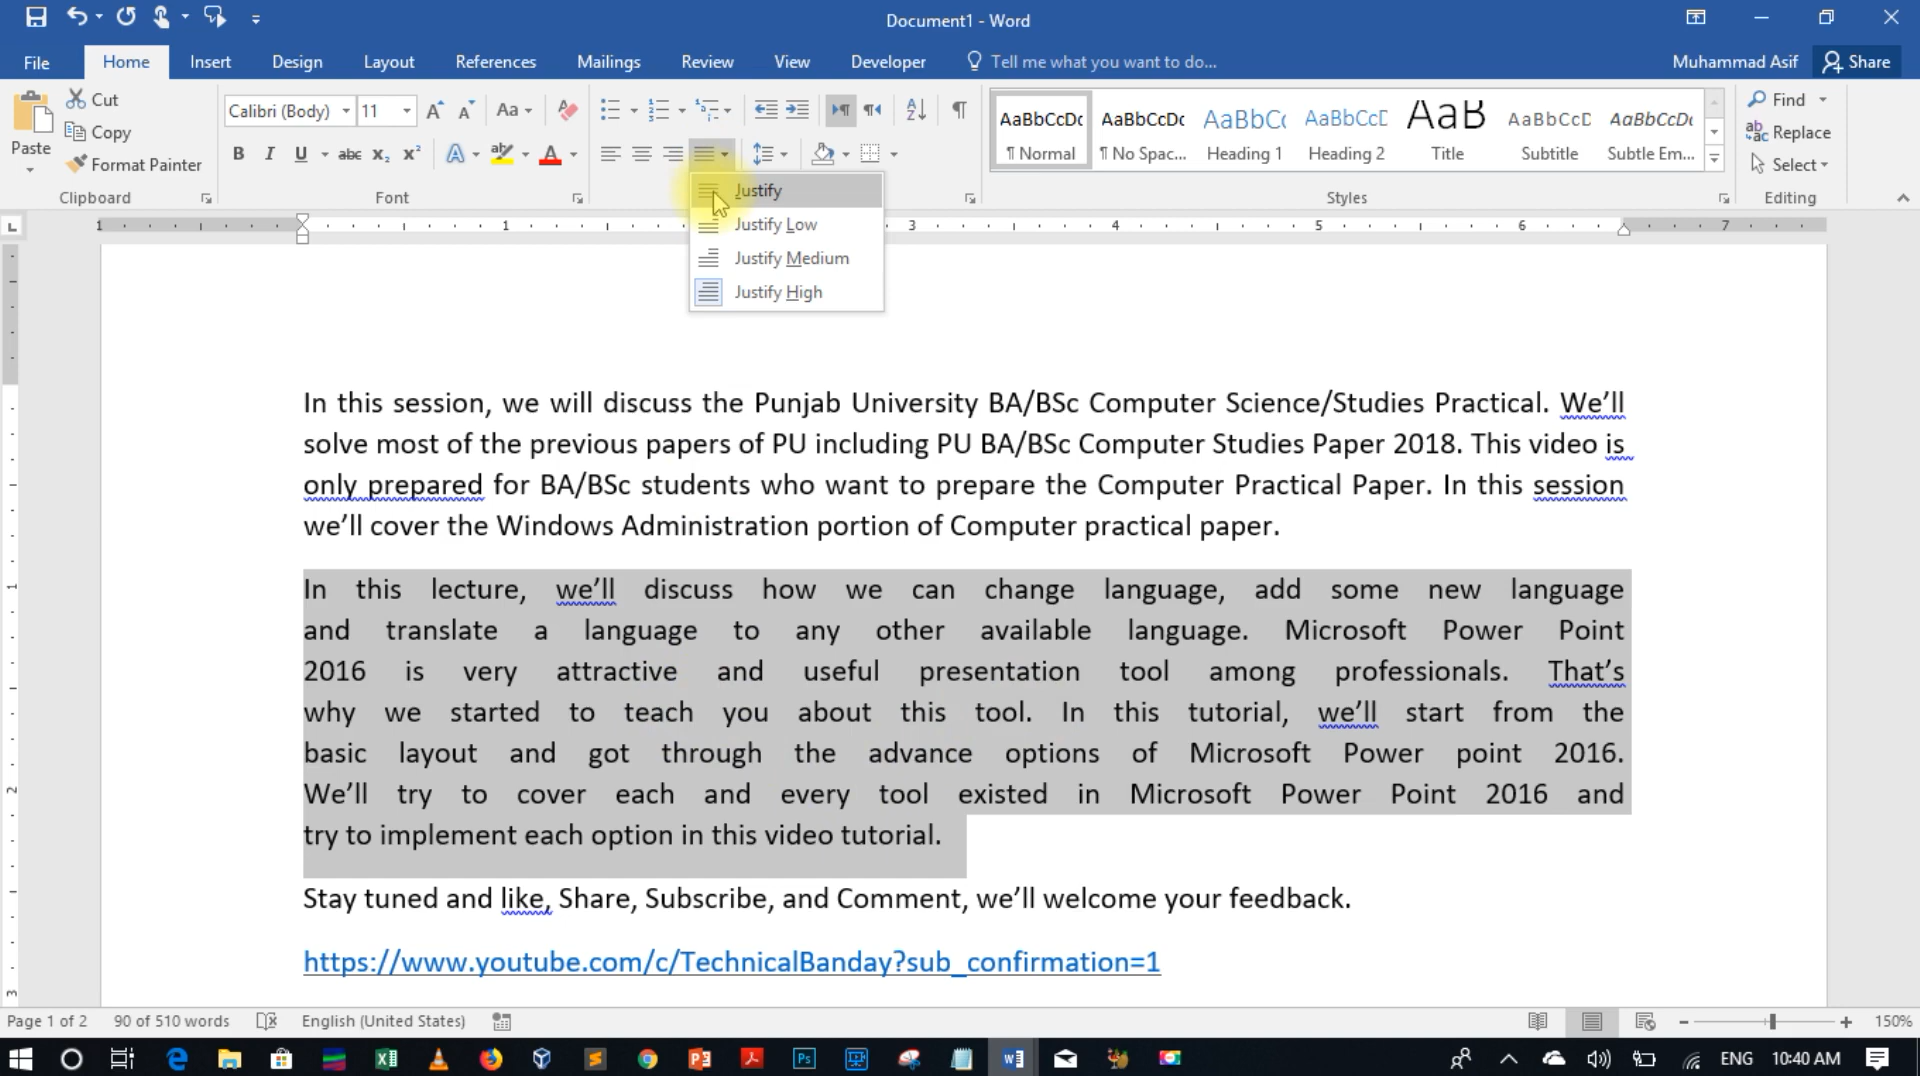 Document1 - Word
File Home Insert Design Layout References Mailings Review View Developer Tell me what you want to do... Muhammad Asif Share
Paste
Cut
Copy
Format Painter
Clipboard
Calibri (Body) 11
Font
AaBbCcDc ¶ Normal
AaBbCcDc ¶ No Spac...
AaBbCc Heading 1
AaBbCcC Heading 2
AaB Title
AaBbCcD Subtitle
AaBbCcDc Subtle Em...
Styles
Find
Replace
Select
Editing
Justify
Justify Low
Justify Medium
Justify High
1 1 3 4 5 6 7
In this session, we will discuss the Punjab University BA/BSc Computer Science/Studies Practical. We’ll
solve most of the previous papers of PU including PU BA/BSc Computer Studies Paper 2018. This video is
only prepared for BA/BSc students who want to prepare the Computer Practical Paper. In this session
we’ll cover the Windows Administration portion of Computer practical paper.
In this lecture, we’ll discuss how we can change language, add some new language
and translate a language to any other available language. Microsoft Power Point
2016 is very attractive and useful presentation tool among professionals. That’s
why we started to teach you about this tool. In this tutorial, we’ll start from the
basic layout and got through the advance options of Microsoft Power point 2016.
We’ll try to cover each and every tool existed in Microsoft Power Point 2016 and
try to implement each option in this video tutorial.
Stay tuned and like, Share, Subscribe, and Comment, we’ll welcome your feedback.
https://www.youtube.com/c/TechnicalBanday?sub_confirmation=1
Page 1 of 2 90 of 510 words English (United States) 150%
ENG 10:40 AM